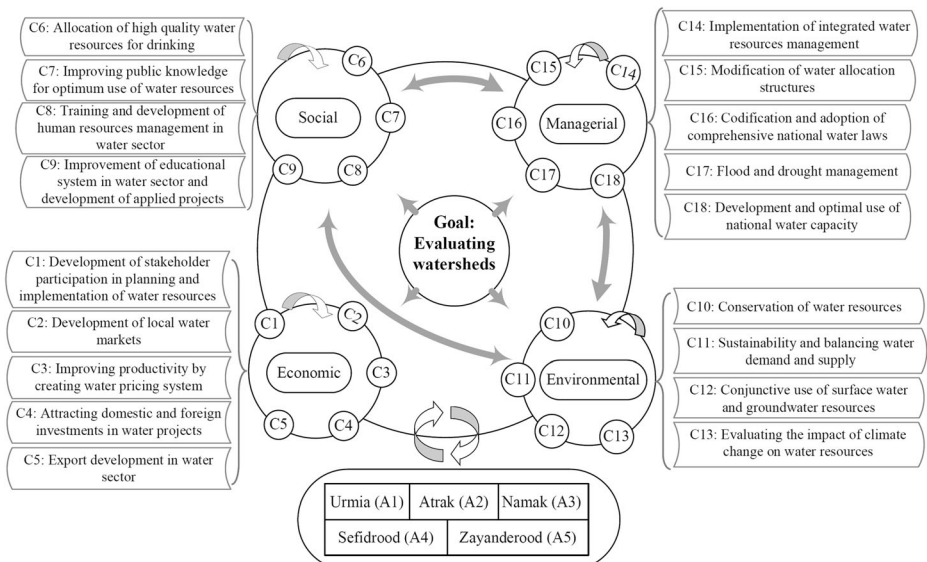 C6: Allocation of high quality water
resources for drinking
C7: Improving public knowledge
for optimum use of water resources
C8: Training and development of
human resources management in
water sector
C9: Improvement of educational
system in water sector and
development of applied projects
C6
C7
C8
C9
Social
C15
C14
C16
C17
C18
Managerial
C14: Implementation of integrated water
resources management
C15: Modification of water allocation
structures
C16: Codification and adoption of
comprehensive national water laws
C17: Flood and drought management
C18: Development and optimal use of
national water capacity
Goal:
Evaluating
watersheds
C1: Development of stakeholder
participation in planning and
implementation of water resources
C2: Development of local water
markets
C3: Improving productivity by
creating water pricing system
C4: Attracting domestic and foreign
investments in water projects
C5: Export development in water
sector
C1
C2
C3
C4
C5
Economic
C10
C11
C12
C13
Environmental
C10: Conservation of water resources
C11: Sustainability and balancing water
demand and supply
C12: Conjunctive use of surface water
and groundwater resources
C13: Evaluating the impact of climate
change on water resources
Urmia (A1) Atrak (A2) Namak (A3)
Sefidrood (A4) Zayanderood (A5)